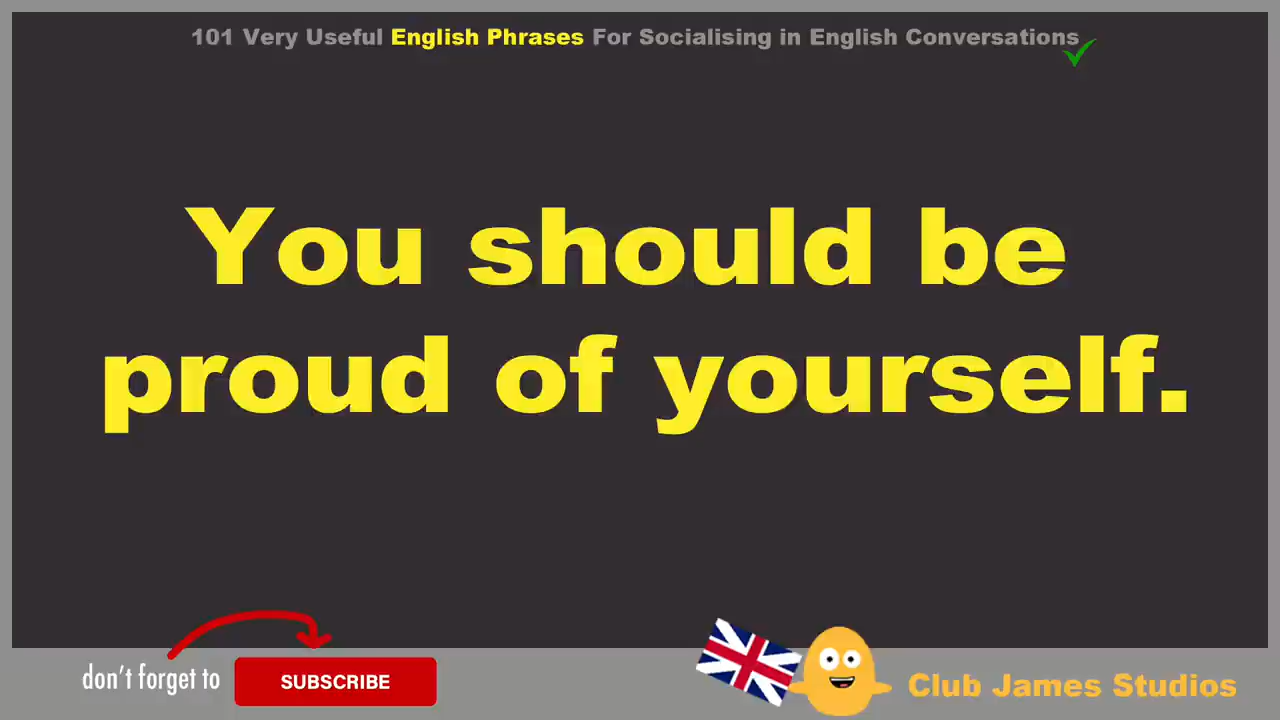 101 Very Useful English Phrases For Socialising in English Conversations
You should be
proud of yourself.
don't forget to
SUBSCRIBE
Club James Studios